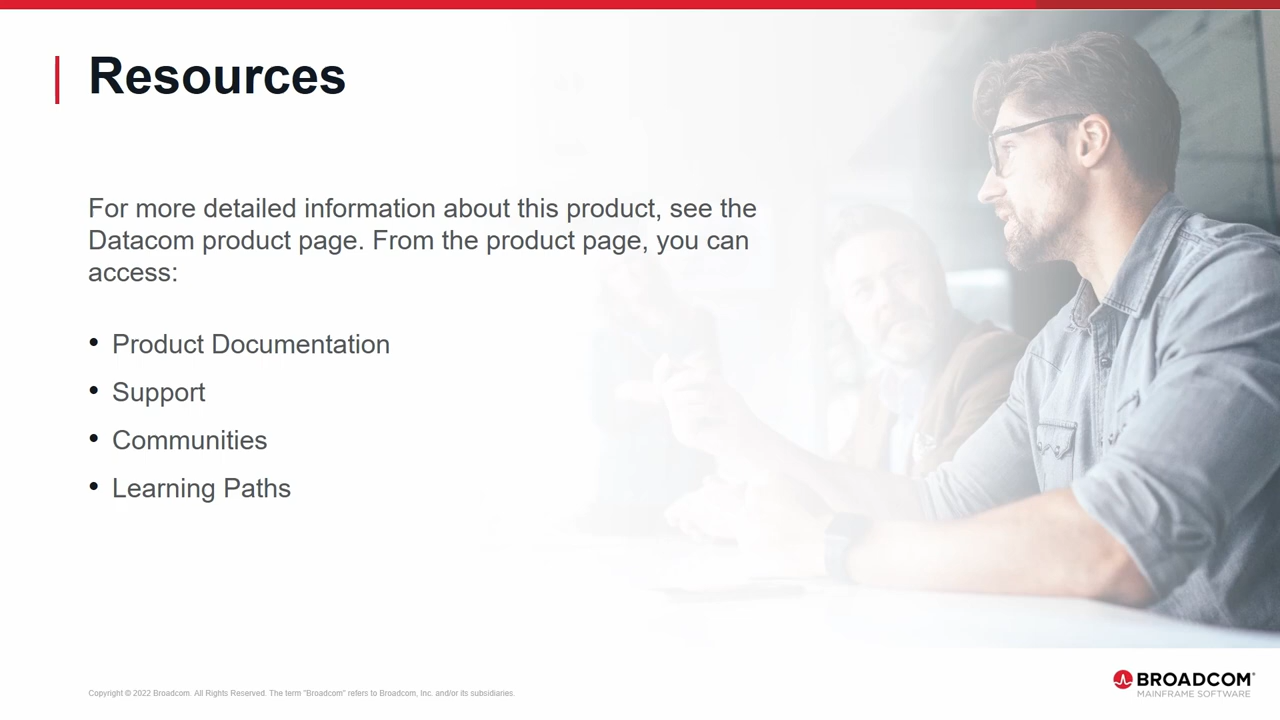 Resources
For more detailed information about this product, see the
Datacom product page. From the product page, you can
access:
• Product Documentation
• Support
• Communities
• Learning Paths
Copyright © 2022 Broadcom. All Rights Reserved. The term "Broadcom" refers to Broadcom, Inc. and/or its subsidiaries.
BROADCOM®
MAINFRAME SOFTWARE